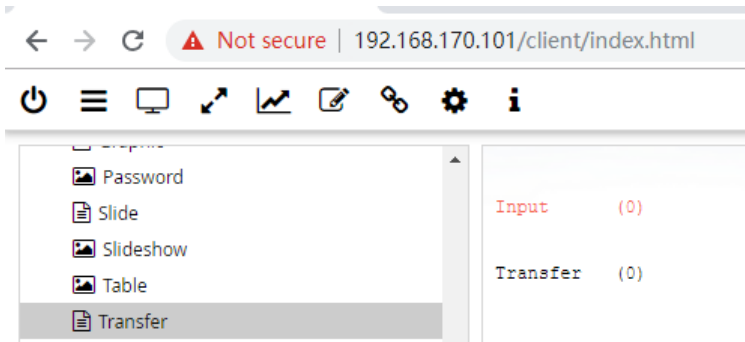 Not secure | 192.168.170.101/client/index.html
Password
Slide
Slideshow
Table
Transfer
Input (0)
Transfer (0)